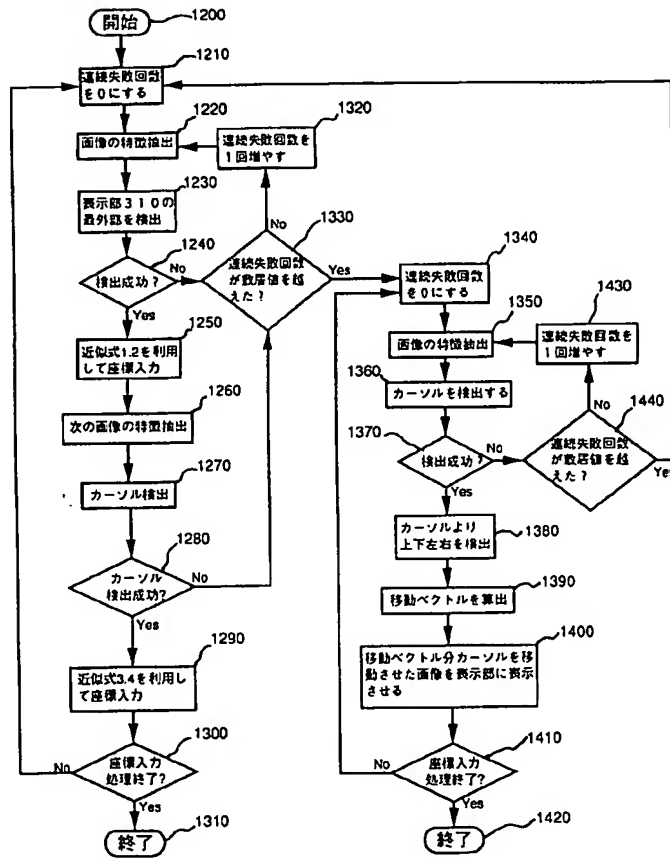 開始
1200
1210
連続失敗回数
を0にする
1220
画像の特徴抽出
1320
連続失敗回数を
1回増やす
1230
表示部310の
最外部を検出
No
1330
1240
検出成功?
No
連続失敗回数
が敷居値を越
えた?
Yes
Yes
1250
近似式1.2を利用
して座標入力
1260
次の画像の特徴抽出
1270
カーソル検出
1280
カーソル
検出成功?
No
Yes
1290
近似式3.4を利用し
て座標入力
1300
座標入力
処理終了?
No
Yes
終了
1310
1340
連続失敗回数
を0にする
1350
画像の特徴抽出
1430
連続失敗回数を
1回増やす
1360
カーソルを検出する
No
1440
1370
検出成功?
No
連続失敗回数
が敷居値を越
えた?
Yes
Yes
カーソルより
上下左右を検出
1380
1390
移動ベクトルを算出
1400
移動ベクトル分カーソルを移
動させた画像を表示部に表示
させる
1410
座標入力
処理終了?
No
Yes
終了
1420